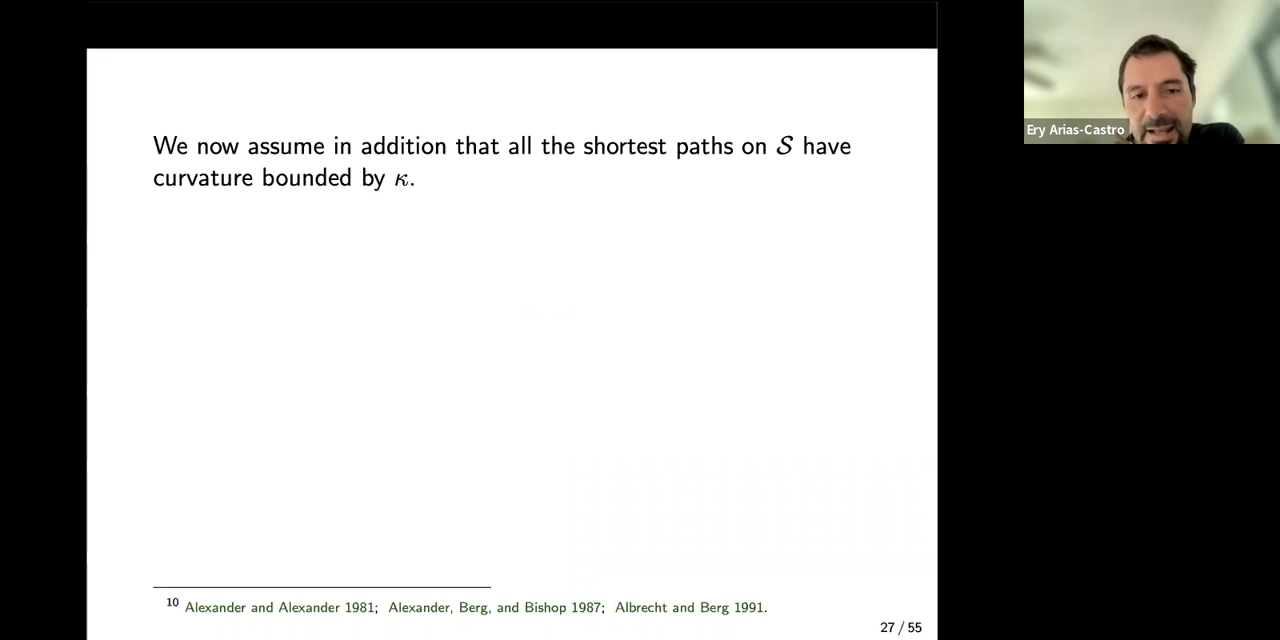 We now assume in addition that all the shortest paths on 𝒮 have
curvature bounded by κ.
Ery Arias-Castro
10 Alexander and Alexander 1981; Alexander, Berg, and Bishop 1987; Albrecht and Berg 1991.
27 / 55